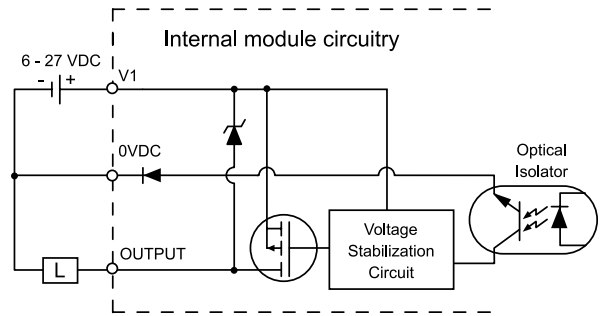 Internal module circuitry
6 - 27 VDC
- +
V1
0VDC
Optical
Isolator
Voltage
Stabilization
Circuit
OUTPUT
L